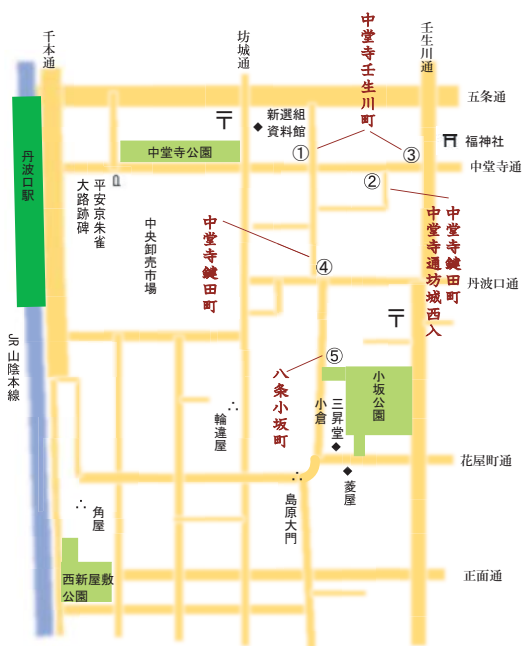 千本通
坊城通
壬生川通
中堂寺壬生川町
五条通
新選組
資料館
福神社
①
③
中堂寺公園
中堂寺通
丹波口駅
平安京朱雀
大路跡碑
②
中央卸売市場
中堂寺鍵田町
中堂寺鍵田町
中堂寺通坊城西入
④
丹波口通
JR山陰本線
⑤
八条小坂町
小坂公園
三昇堂
小倉
輪違屋
花屋町通
菱屋
島原大門
角屋
西新屋敷
公園
正面通